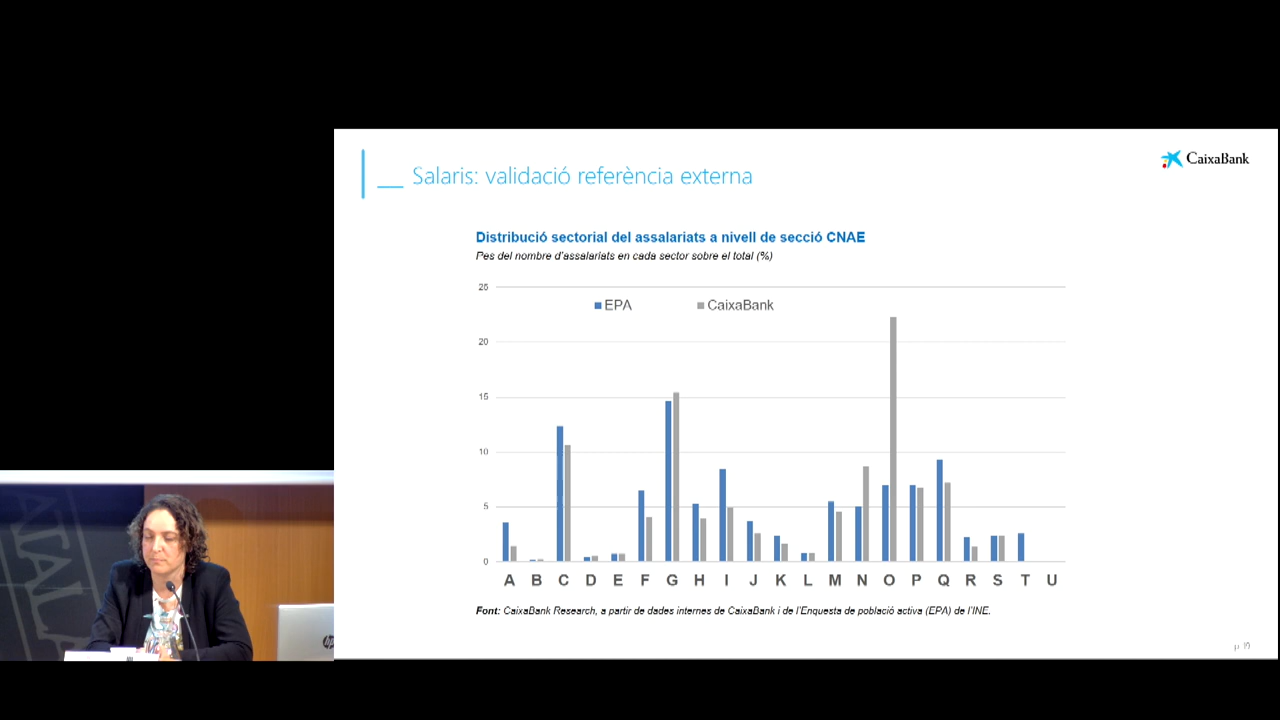 CaixaBank
__ Salaris: validació referència externa
Distribució sectorial del assalariats a nivell de secció CNAE
Pes del nombre d'assalariats en cada sector sobre el total (%)
EPA CaixaBank
25
20
15
10
5
0
A B C D E F G H I J K L M N O P Q R S T U
Font: CaixaBank Research, a partir de dades internes de CaixaBank i de l'Enquesta de població activa (EPA) de l'INE.
hp